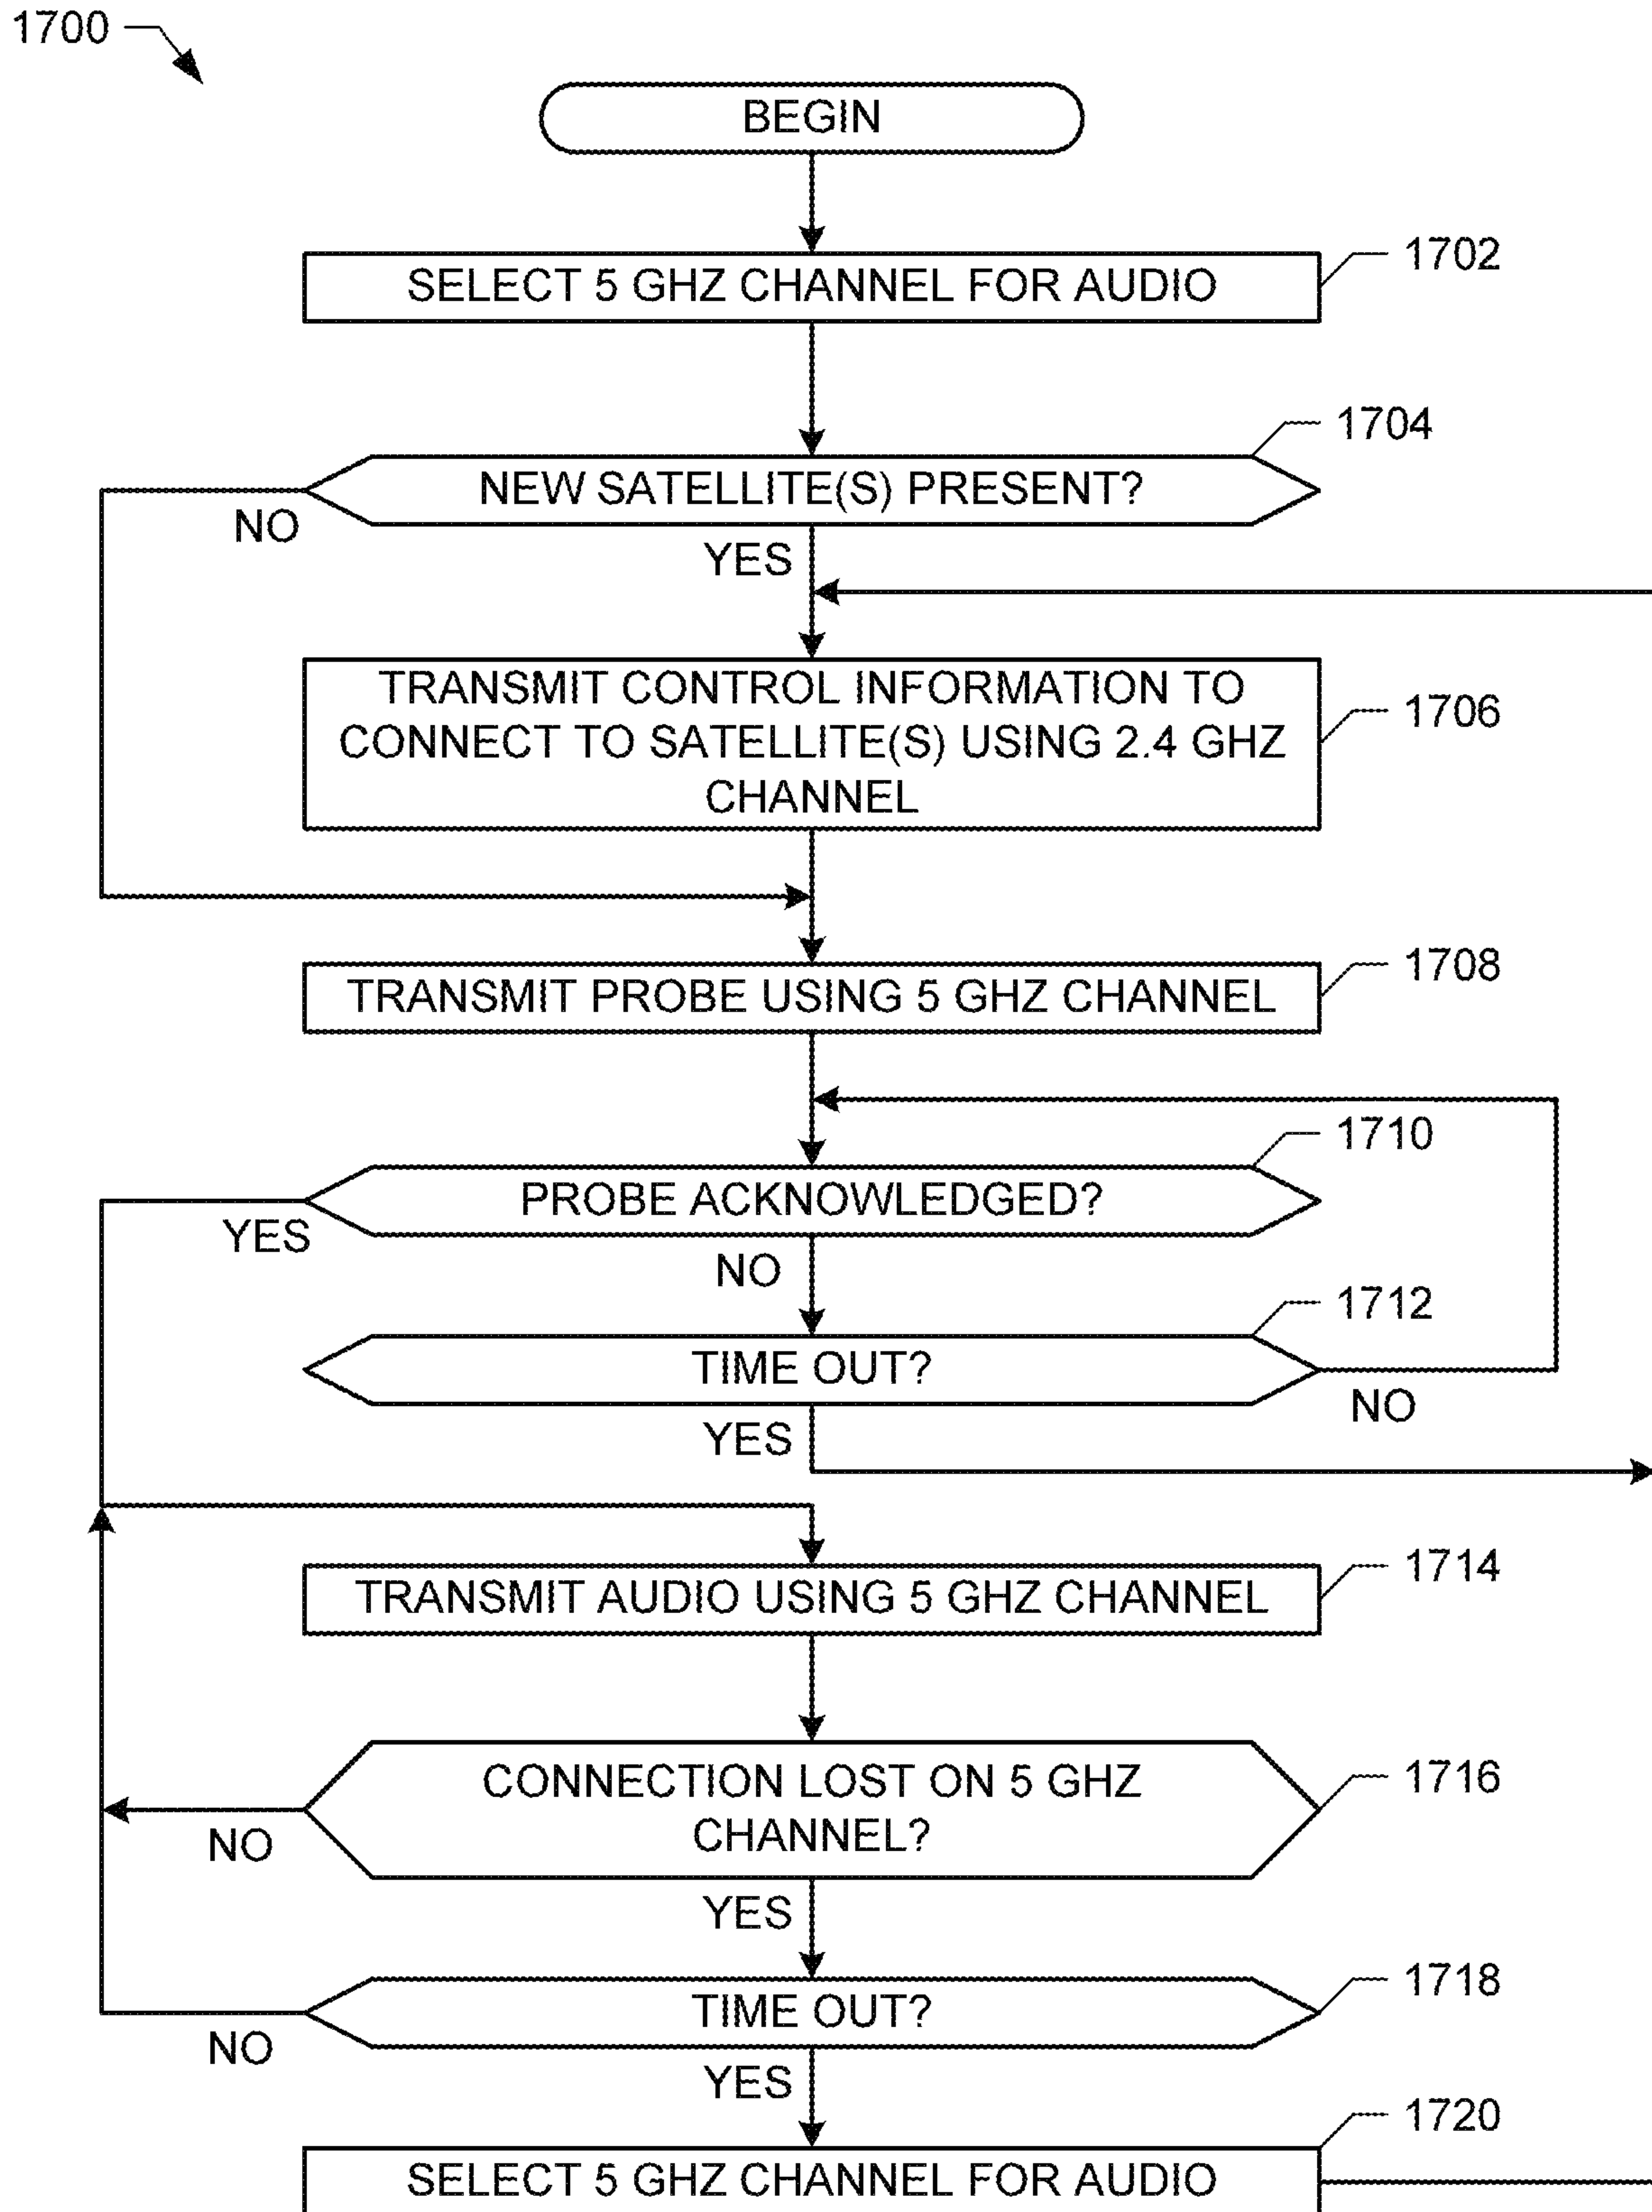 1700
BEGIN
1702
SELECT 5 GHZ CHANNEL FOR AUDIO
1704
NEW SATELLITE(S) PRESENT?
NO
YES
TRANSMIT CONTROL INFORMATION TO
CONNECT TO SATELLITE(S) USING 2.4 GHZ
CHANNEL
1706
1708
TRANSMIT PROBE USING 5 GHZ CHANNEL
1710
PROBE ACKNOWLEDGED?
YES
NO
1712
TIME OUT?
NO
YES
1714
TRANSMIT AUDIO USING 5 GHZ CHANNEL
CONNECTION LOST ON 5 GHZ
CHANNEL?
1716
NO
YES
1718
TIME OUT?
NO
YES
1720
SELECT 5 GHZ CHANNEL FOR AUDIO